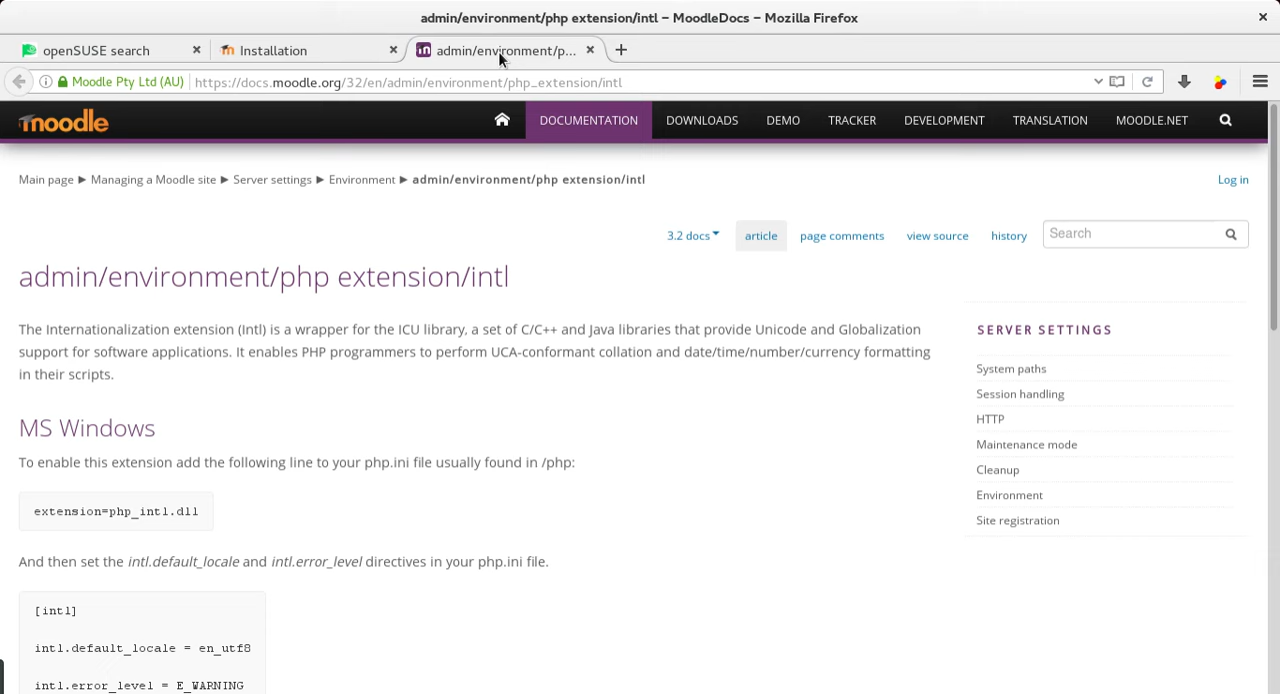 admin/environment/php extension/intl – MoodleDocs – Mozilla Firefox
openSUSE search
Installation
admin/environment/p...
Moodle Pty Ltd (AU)
https://docs.moodle.org/32/en/admin/environment/php_extension/intl
moodle
DOCUMENTATION
DOWNLOADS
DEMO
TRACKER
DEVELOPMENT
TRANSLATION
MOODLE.NET
Main page ► Managing a Moodle site ► Server settings ► Environment ► admin/environment/php extension/intl
Log in
3.2 docs
article
page comments
view source
history
Search
admin/environment/php extension/intl
The Internationalization extension (Intl) is a wrapper for the ICU library, a set of C/C++ and Java libraries that provide Unicode and Globalization
support for software applications. It enables PHP programmers to perform UCA-conformant collation and date/time/number/currency formatting
in their scripts.
MS Windows
To enable this extension add the following line to your php.ini file usually found in /php:
extension=php_intl.dll
And then set the intl.default_locale and intl.error_level directives in your php.ini file.
[intl]
intl.default_locale = en_utf8
intl.error_level = E_WARNING
SERVER SETTINGS
System paths
Session handling
HTTP
Maintenance mode
Cleanup
Environment
Site registration